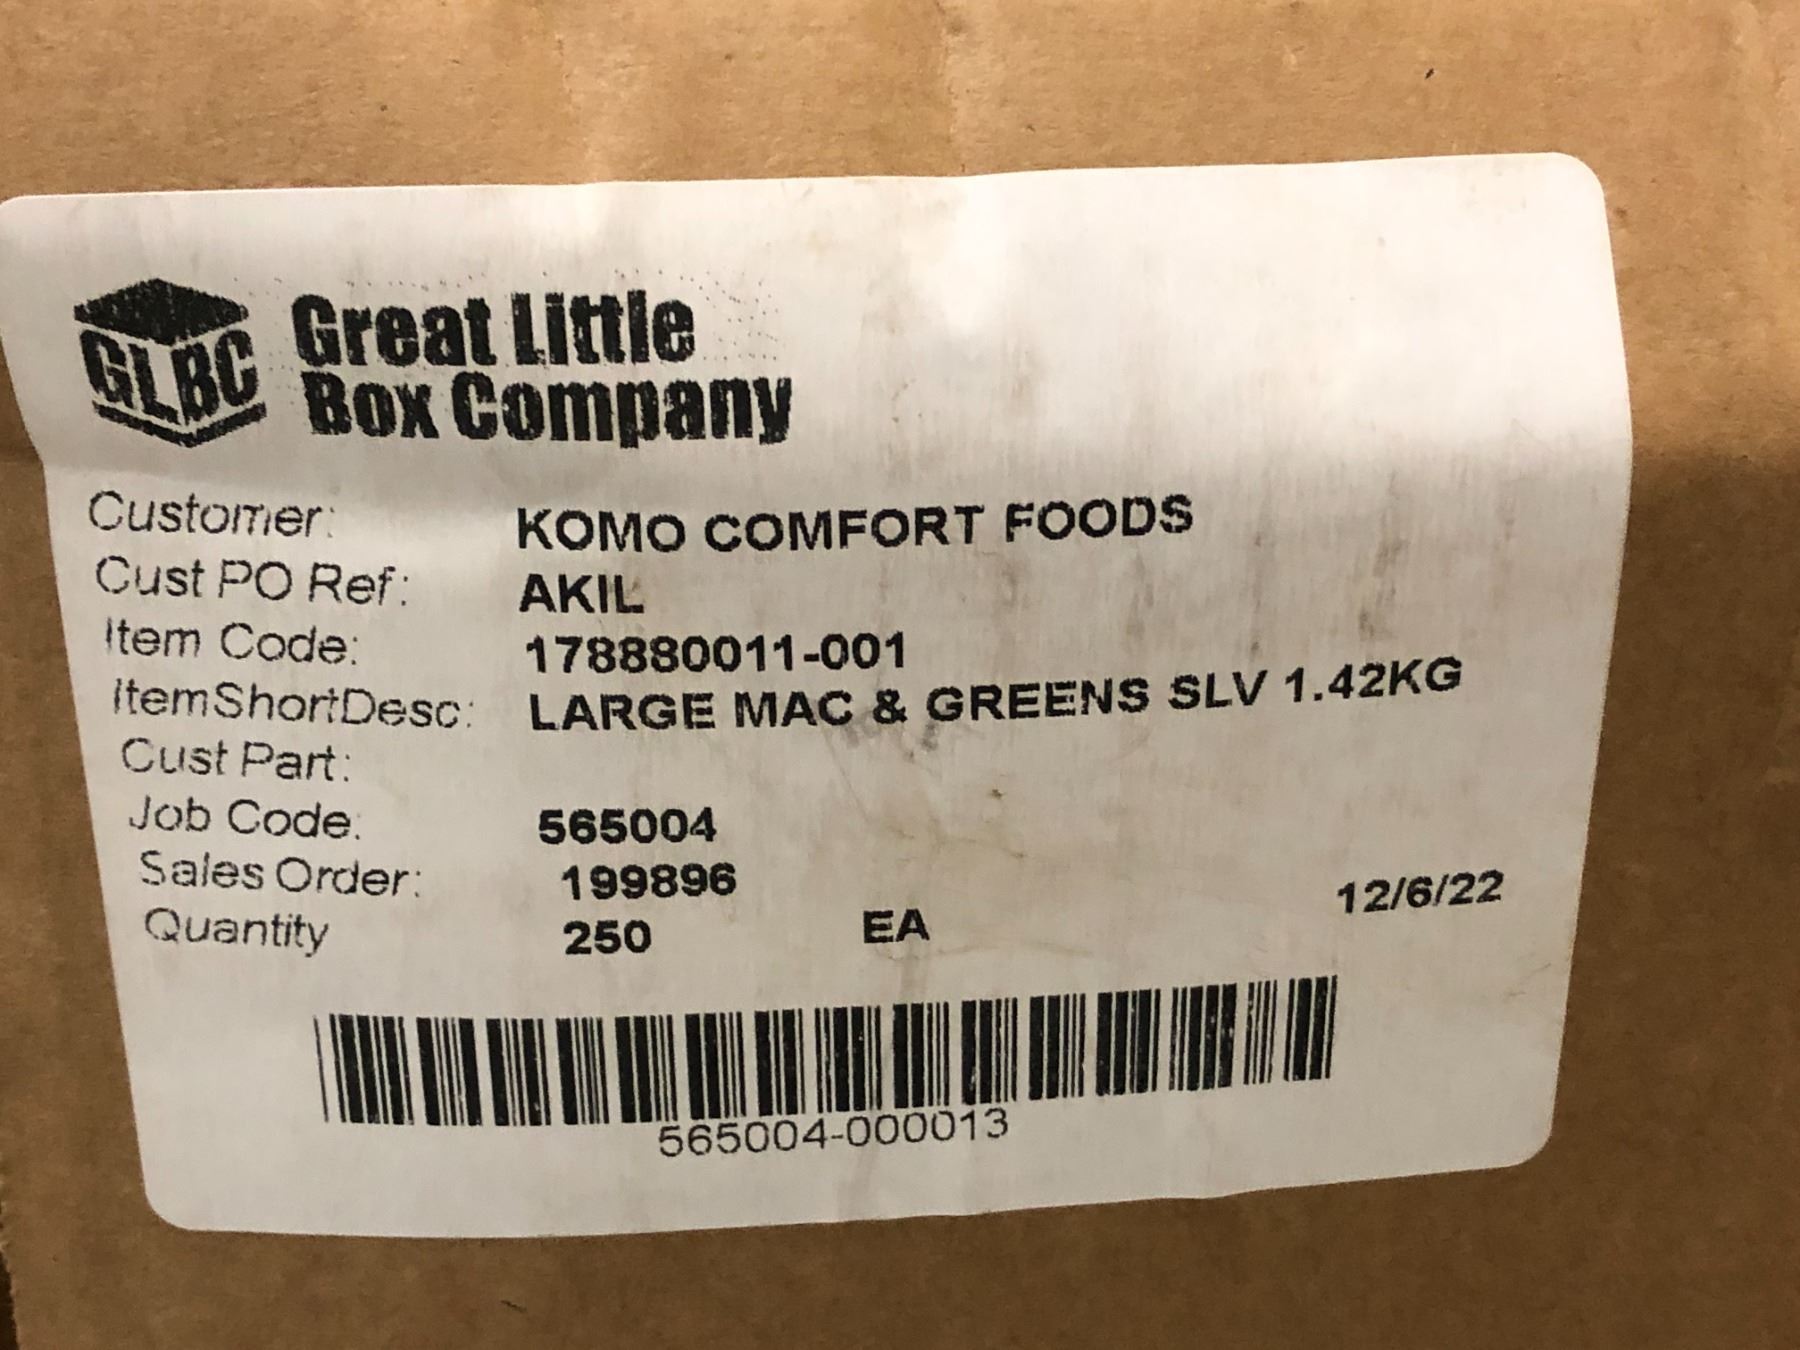 GLBC Great Little
Box Company
Customer: KOMO COMFORT FOODS
Cust PO Ref: AKIL
Item Code: 178880011-001
ItemShortDesc: LARGE MAC & GREENS SLV 1.42KG
Cust Part:
Job Code: 565004
Sales Order: 199896
Quantity 250 EA 12/6/22
565004-000013